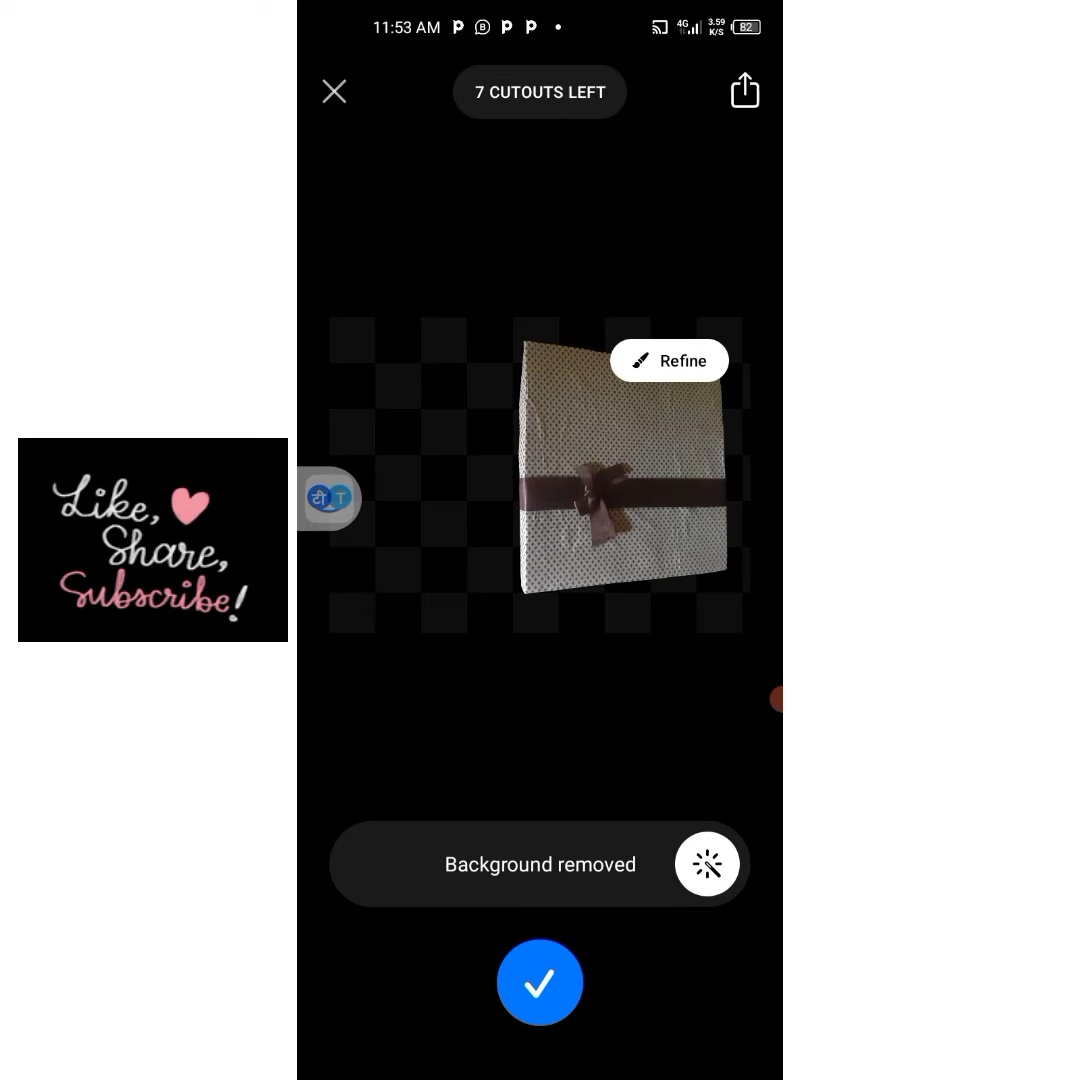 11:53 AM
4G
3.59
K/S
82
7 CUTOUTS LEFT
Refine
टी T
Like,
Share,
Subscribe!
Background removed